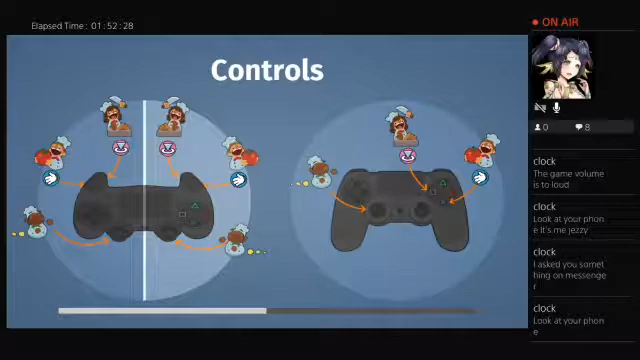 Elapsed Time : 01:52:28
ON AIR
Controls
0
8
clock
The game volume
is to loud
clock
Look at your phon
e It's me jezzy
clock
I asked you somet
hing on messenge
r
clock
Look at your phon
e